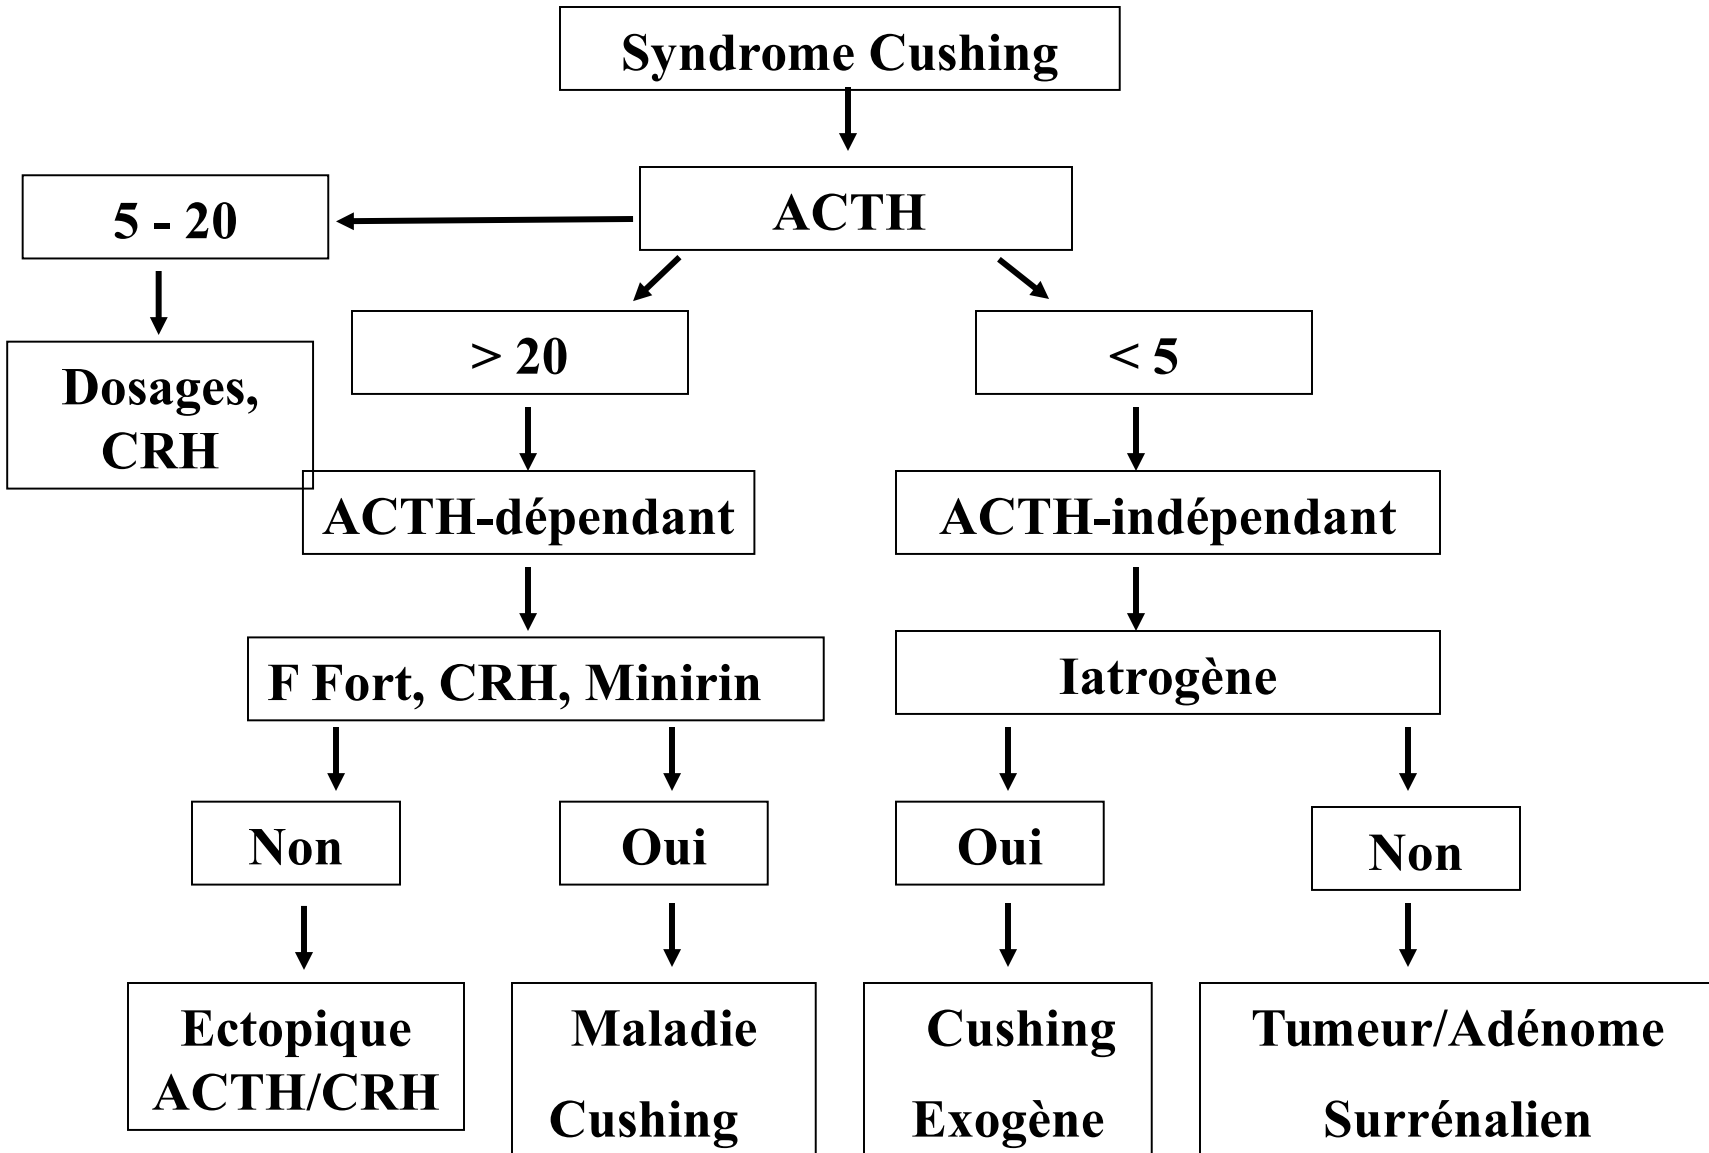 Syndrome Cushing
ACTH
5 - 20
> 20
< 5
Dosages,
CRH
ACTH-dépendant
ACTH-indépendant
F Fort, CRH, Minirin
Iatrogène
Non
Oui
Oui
Non
Ectopique
ACTH/CRH
Maladie
Cushing
Cushing
Exogène
Tumeur/Adénome
Surrénalien